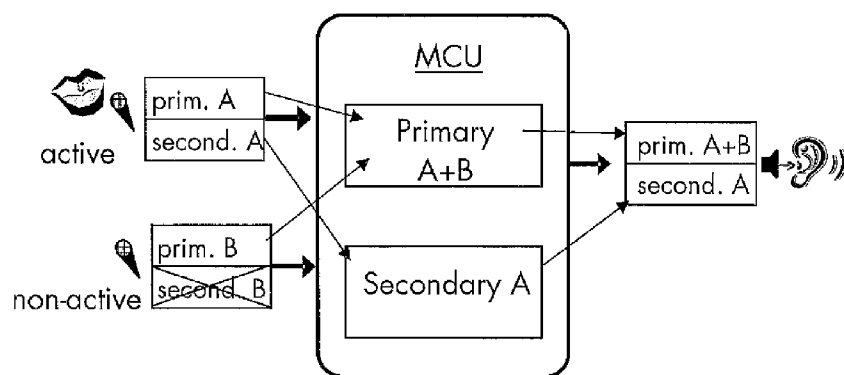 MCU
prim. A
second. A
active
Primary
A+B
prim. A+B
second. A
prim. B
second. B
non-active
Secondary A